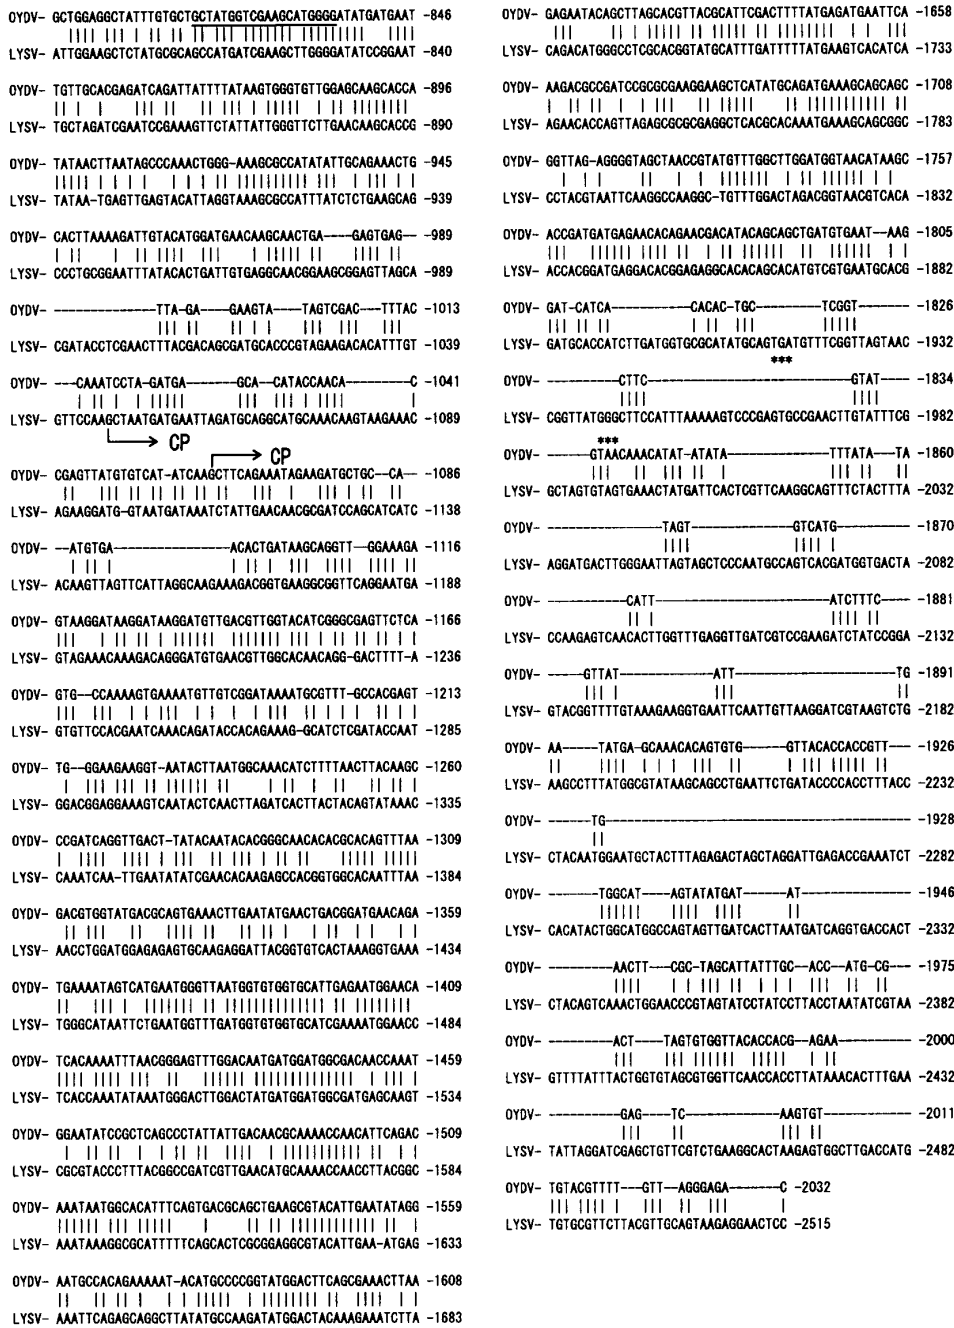 OYDV- GCTGGAGGCTATTTGTGCTGCTATGGTCGAAGCATGGGGATATGATGAAT -846
LYSV- ATTGGAAGCTCTATGCGCAGCCATGATCGAAGCTTGGGGATATCCGGAAT -840
OYDV- TGTTGCACGAGATCAGATTATTTTATAAGTGGGTGTTGGAGCAAGCACCA -896
LYSV- TGCTAGATCGAATCCGAAAGTTCTATTATTGGGTTCTTGAACAAGCACCG -890
OYDV- TATAACTTAATAGCCCAAACTGGG-AAAGCGCCATATATTGCAGAAACTG -945
LYSV- TATAA-TGAGTTGAGTACATTAGGTAAAGCGCCATTTATCTCTGAAGCAG -939
OYDV- CACTTAAAAGATTGTACATGGATGAACAAGCAACTGA----GAGTGAG-- -989
LYSV- CCCTGCGGAATTTATACACTGATTGTGAGGCAACGGAAGCGGAGTTAGCA -989
OYDV- --------------TTA-GA---GAAGTA----TAGTCGAC---TTTAC -1013
LYSV- CGATACCTCGAACTTTACGACAGCGATGCACCCGTAGAAGACACATTTGT -1039
OYDV- ---CAAATCCTA-GATGA-------GCA--CATACCAACA---------C -1041
LYSV- GTTCCAAGCTAATGATGAATTAGATGCAGGCATGCAAACAAGTAAGAAAC -1089
CP
CP
OYDV- CGAGTTATGTGTCAT-ATCAAGCTTCAGAAATAGAAGATGCTGC--CA-- -1086
LYSV- AGAAGGATG-GTAATGATAAATCTATTGAACAACGCGATCCAGCATCATC -1138
OYDV- --ATGTGA----------------ACACTGATAAGCAGGTT--GGAAAGA -1116
LYSV- ACAAGTTAGTTCATTAGGCAAGAAAGACGGTGAAGGCGGTTCAGGAATGA -1188
OYDV- GTAAGGATAAGGATAAGGATGTTGACGTTGGTACATCGGGCGAGTTCTCA -1166
LYSV- GTAGAAACAAAGACAGGGATGTGAACGTTGGCACAACAGG-GACTTTT-A -1236
OYDV- GTG--CCAAAAGTGAAAATGTTGTCGGATAAAATGCGTTT-GCCACGAGT -1213
LYSV- GTGTTCCACGAATCAAACAGATACCACAGAAAG-GCATCTCGATACCAAT -1285
OYDV- TG--GGAAGAAGGT-AATACTTAATGGCAAACATCTTTTAACTTACAAGC -1260
LYSV- GGACGGAGGAAAGTCAATACTCAACTTAGATCACTTACTACAGTATAAAC -1335
OYDV- CCGATCAGGTTGACT-TATACAATACACGGGCAACACACGCACAGTTTAA -1309
LYSV- CAAATCAA-TTGAATATATCGAACACAAGAGCCACGGTGGCACAATTTAA -1384
OYDV- GACGTGGTATGACGCAGTGAAACTTGAATATGAACTGACGGATGAACAGA -1359
LYSV- AACCTGGATGGAGAGAGTGCAAGAGGATTACGGTGTCACTAAAGGTGAAA -1434
OYDV- TGAAAATAGTCATGAATGGGTTAATGGTGTGGTGCATTGAGAATGGAACA -1409
LYSV- TGGGCATAATTCTGAATGGTTTGATGGTGTGGTGCATCGAAAATGGAACC -1484
OYDV- TCACAAAATTTAACGGGAGTTTGGACAATGATGGATGGCGACAACCAAAT -1459
LYSV- TCACCAAATATAAATGGGACTTGGACTATGATGGATGGCGATGAGCAAGT -1534
OYDV- GGAATATCCGCTCAGCCCTATTATTGACAACGCAAAACCAACATTCAGAC -1509
LYSV- CGCGTACCCTTTACGGCCGATCGTTGAACATGCAAAACCAACCTTACGGC -1584
OYDV- AAATAATGGCACATTTCAGTGACGCAGCTGAAGCGTACATTGAATATAGG -1559
LYSV- AAATAAAGGCGCATTTTTCAGCACTCGCGGAGGCGTACATTGAA-ATGAG -1633
OYDV- AATGCCACAGAAAAAT-ACATGCCCCGGTATGGACTTCAGCGAAACTTAA -1608
LYSV- AAATTCAGAGCAGGCTTATATGCCAAGATATGGACTACAAAGAAATCTTA -1683
OYDV- GAGAATACAGCTTAGCACGTTACGCATTCGACTTTTATGAGATGAATTCA -1658
LYSV- CAGACATGGGCCTCGCACGGTATGCATTTGATTTTTATGAAGTCACATCA -1733
OYDV- AAGACGCCGATCCGCGCGAAGGAAGCTCATATGCAGATGAAAGCAGCAGC -1708
LYSV- AGAACACCAGTTAGAGCGCGCGAGGCTCACGCACAAATGAAAGCAGCGGC -1783
OYDV- GGTTAG-AGGGGTAGCTAACCGTATGTTTGGCTTGGATGGTAACATAAGC -1757
LYSV- CCTACGTAATTCAAGGCCAAGGC-TGTTTGGACTAGACGGTAACGTCACA -1832
OYDV- ACCGATGATGAGAACACAGAACGACATACAGCAGCTGATGTGAAT--AAG -1805
LYSV- ACCACGGATGAGGACACGGAGAGGCACACAGCACATGTCGTGAATGCACG -1882
OYDV- GAT-CATCA-----------CACAC-TGC---------TCGGT------- -1826
LYSV- GATGCACCATCTTGATGGTGCGCATATGCAGTGATGTTTCGGTTAGTAAC -1932
***
OYDV- ----------CTTC----------------------------GTAT---- -1834
LYSV- CGGTTATGGGCTTCCATTTAAAAAGTCCCGAGTGCCGAACTTGTATTTCG -1982
***
OYDV- ------GTAACAAACATAT-ATATA--------------TTTATA---TA -1860
LYSV- GCTAGTGTAGTGAAACTATGATTCACTCGTTCAAGGCAGTTTCTACTTTA -2032
OYDV- ----------------TAGT--------------GTCATG---------- -1870
LYSV- AGGATGACTTGGGAATTAGTAGCTCCCAATGCCAGTCACGATGGTGACTA -2082
OYDV- -----------CATT------------------------ATCTTTC---- -1881
LYSV- CCAAGAGTCAACACTTGGTTTGAGGTTGATCGTCCGAAGATCTATCCGGA -2132
OYDV- -----GTTAT-------------ATT----------------------TG -1891
LYSV- GTACGGTTTTGTAAAGAAGGTGAATTCAATTGTTAAGGATCGTAAGTCTG -2182
OYDV- AA-----TATGA-GCAAACACAGTGTG------GTTACACCACCGTT--- -1926
LYSV- AAGCCTTTATGGCGTATAAGCAGCCTGAATTCTGATACCCCACCTTTACC -2232
OYDV- ------TG------------------------------------------ -1928
LYSV- CTACAATGGAATGCTACTTTAGAGACTAGCTAGGATTGAGACCGAAATCT -2282
OYDV- -------TGGCAT----AGTATATGAT------AT--------------- -1946
LYSV- CACATACTGGCATGGCCAGTAGTTGATCACTTAATGATCAGGTGACCACT -2332
OYDV- ---------AACTT---CGC-TAGCATTATTTGC--ACC--ATG-CG--- -1975
LYSV- CTACAGTCAAACTGGAACCCGTAGTATCCTATCCTTACCTAATATCGTAA -2382
OYDV- ---------ACT----TAGTGTGGTTACACCACG--AGAA---------- -2000
LYSV- GTTTTATTTACTGGTGTAGCGTGGTTCAACCACCTTATAAACACTTTGAA -2432
OYDV- ----------GAG----TC------------AAGTGT------------- -2011
LYSV- TATTAGGATCGAGCTGTTCGTCTGAAGGCACTAAGAGTGGCTTGACCATG -2482
OYDV- TGTACGTTTT---GTT--AGGGAGA-------C -2032
LYSV- TGTGCGTTCTTACGTTGCAGTAAGAGGAACTCC -2515